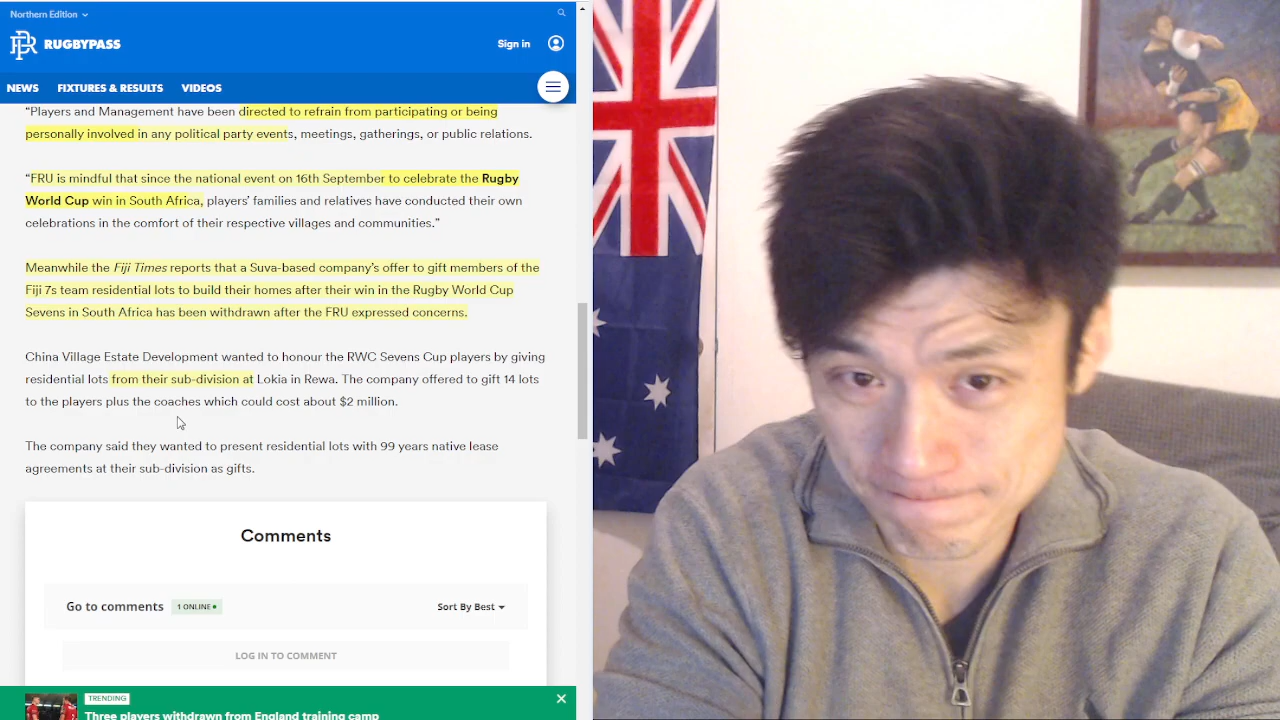 Northern Edition
RUGBYPASS
Sign in
NEWS FIXTURES & RESULTS VIDEOS
“Players and Management have been directed to refrain from participating or being
personally involved in any political party events, meetings, gatherings, or public relations.
“FRU is mindful that since the national event on 16th September to celebrate the Rugby
World Cup win in South Africa, players’ families and relatives have conducted their own
celebrations in the comfort of their respective villages and communities.”
Meanwhile the Fiji Times reports that a Suva-based company’s offer to gift members of the
Fiji 7s team residential lots to build their homes after their win in the Rugby World Cup
Sevens in South Africa has been withdrawn after the FRU expressed concerns.
China Village Estate Development wanted to honour the RWC Sevens Cup players by giving
residential lots from their sub-division at Lokia in Rewa. The company offered to gift 14 lots
to the players plus the coaches which could cost about $2 million.
The company said they wanted to present residential lots with 99 years native lease
agreements at their sub-division as gifts.
Comments
Go to comments 1 ONLINE Sort By Best
LOG IN TO COMMENT
TRENDING
Three players withdrawn from England training camp